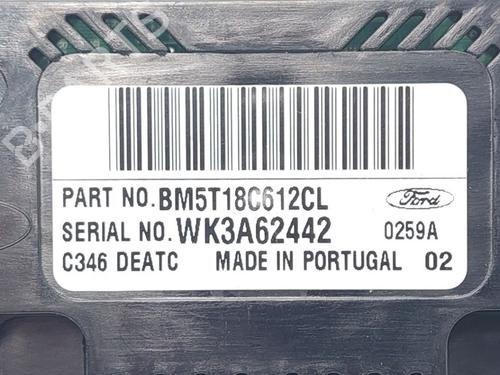 PART NO. BM5T18C612CL
Ford
SERIAL NO. WK3A62442 0259A
C346 DEATC MADE IN PORTUGAL 02